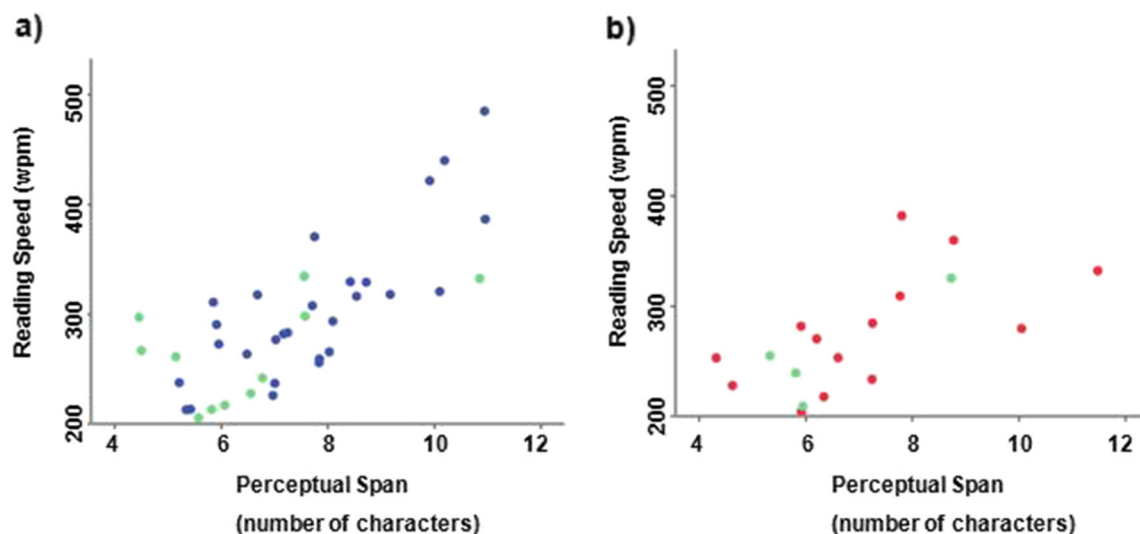 a)
Reading Speed (wpm)
500
400
300
200
4 6 8 10 12
Perceptual Span
(number of characters)
b)
Reading Speed (wpm)
500
400
300
200
4 6 8 10 12
Perceptual Span
(number of characters)